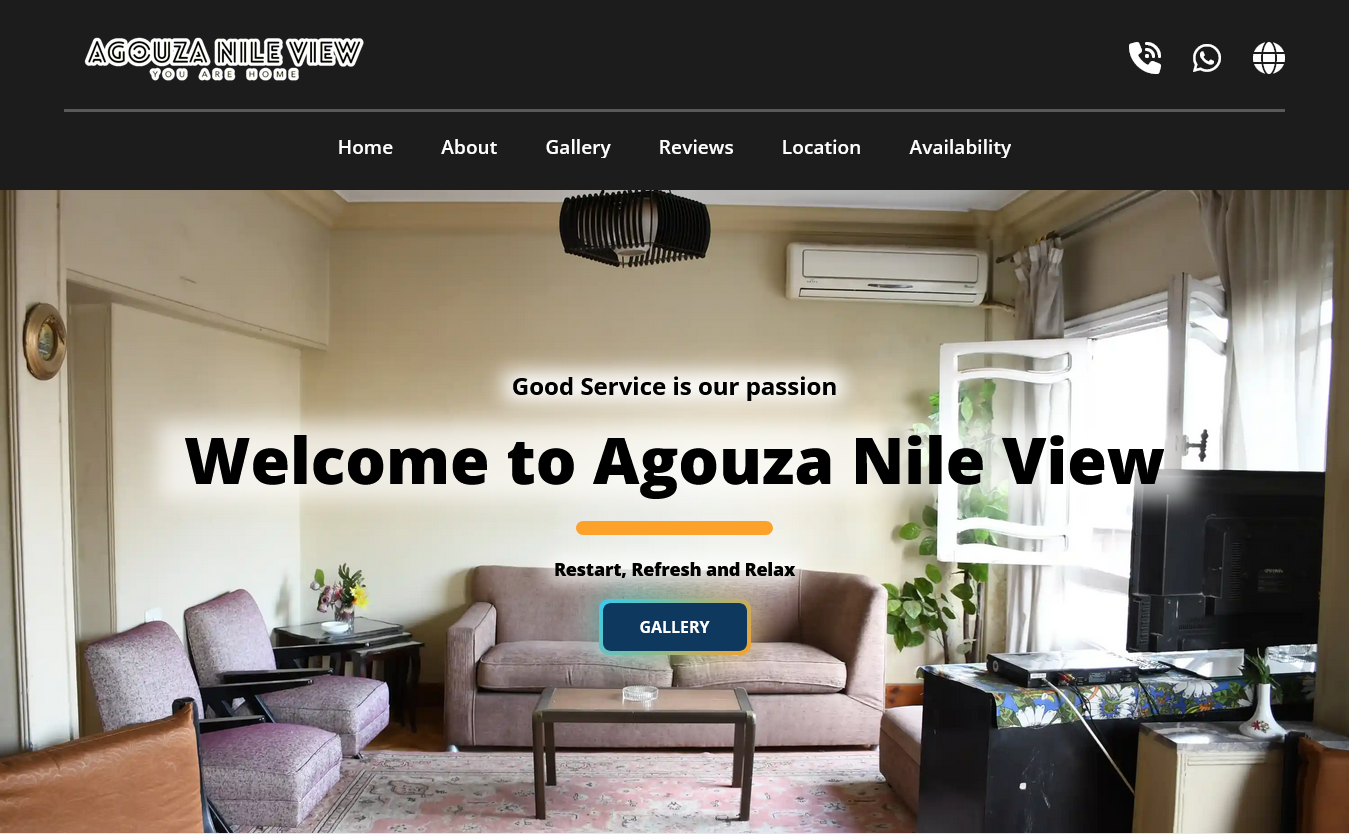 AGOUZA NILE VIEW
YOU ARE HOME
Home
About
Gallery
Reviews
Location
Availability
Good Service is our passion
Welcome to Agouza Nile View
Restart, Refresh and Relax
GALLERY